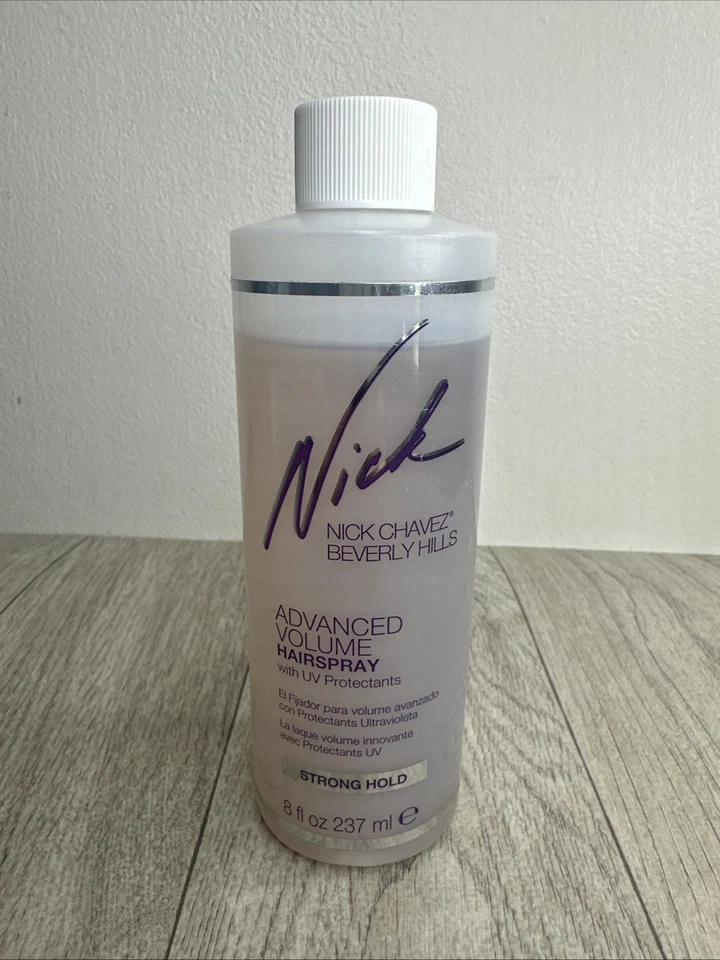 Nick
NICK CHAVEZ®
BEVERLY HILLS
ADVANCED
VOLUME
HAIRSPRAY
with UV Protectants
El Fijador para volume avanzado
con Protectants Ultravioleta
La laque volume innovante
avec Protectants UV
STRONG HOLD
8 fl oz 237 ml ℮